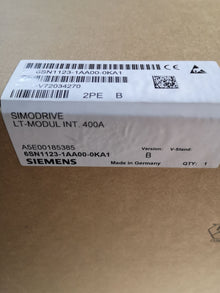 6SN1123-1AA00-0KA1
-V72034270
2PE B
SIMODRIVE
LT-MODUL INT. 400A
A5E00185385
Version: V-Stand:
6SN1123-1AA00-0KA1 B
SIEMENS Made in Germany QTY: 1